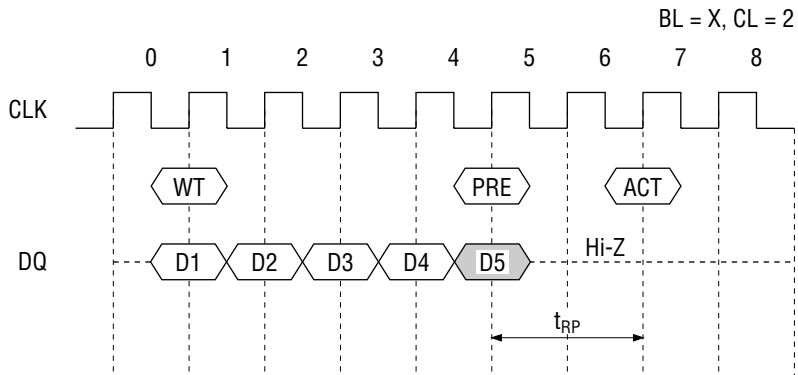 BL = X, CL = 2
0 1 2 3 4 5 6 7 8
CLK
WT PRE ACT
DQ D1 D2 D3 D4 D5 Hi-Z
tRP